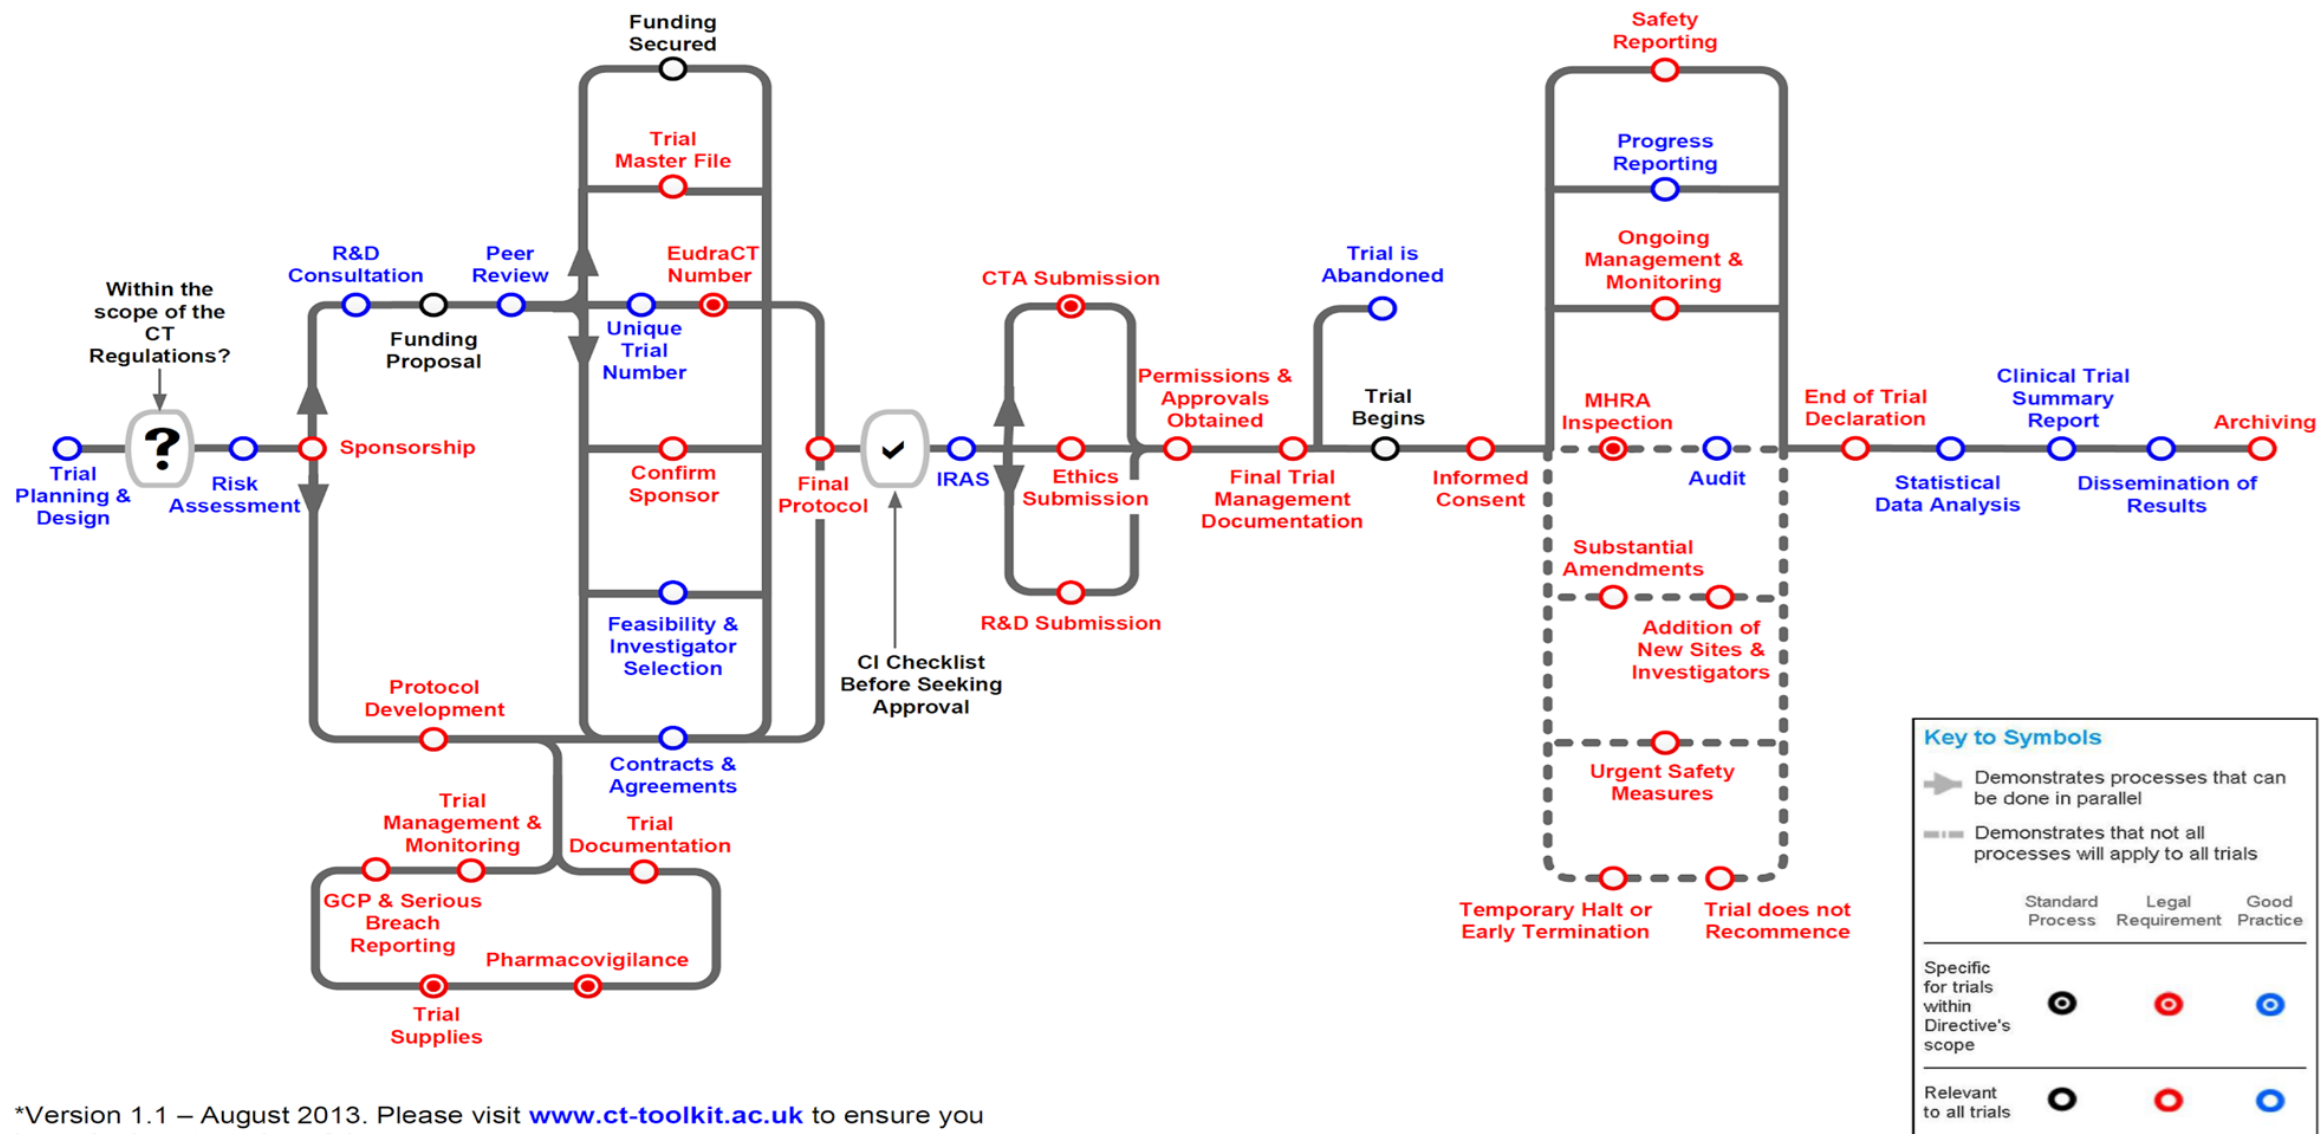 Funding
Secured
Trial
Master File
R&D
Consultation
Peer
Review
EudraCT
Number
Within the
scope of the
CT
Regulations?
Funding
Proposal
Unique
Trial
Number
?
Trial
Planning &
Design
Risk
Assessment
Sponsorship
Confirm
Sponsor
Final
Protocol
Feasibility &
Investigator
Selection
Protocol
Development
Contracts &
Agreements
Trial
Management &
Monitoring
Trial
Documentation
GCP & Serious
Breach
Reporting
Pharmacovigilance
Trial
Supplies
CI Checklist
Before Seeking
Approval
IRAS
CTA Submission
Ethics
Submission
R&D Submission
Permissions &
Approvals
Obtained
Final Trial
Management
Documentation
Trial is
Abandoned
Trial
Begins
Informed
Consent
Safety
Reporting
Progress
Reporting
Ongoing
Management &
Monitoring
MHRA
Inspection
Audit
Substantial
Amendments
Addition of
New Sites &
Investigators
Urgent Safety
Measures
Temporary Halt or
Early Termination
Trial does not
Recommence
End of Trial
Declaration
Statistical
Data Analysis
Clinical Trial
Summary
Report
Dissemination of
Results
Archiving
Key to Symbols
Demonstrates processes that can
be done in parallel
Demonstrates that not all
processes will apply to all trials
Standard
Process
Legal
Requirement
Good
Practice
Specific
for trials
within
Directive's
scope
Relevant
to all trials
*Version 1.1 – August 2013. Please visit www.ct-toolkit.ac.uk to ensure you